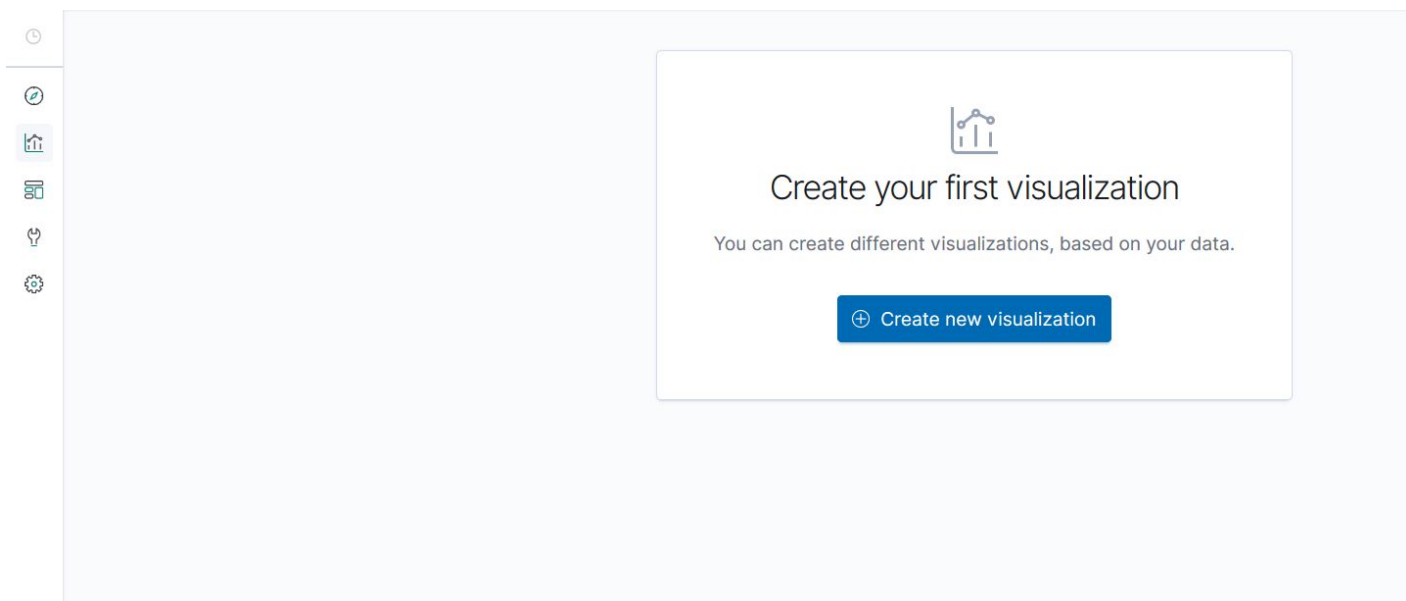 Create your first visualization
You can create different visualizations, based on your data.
Create new visualization